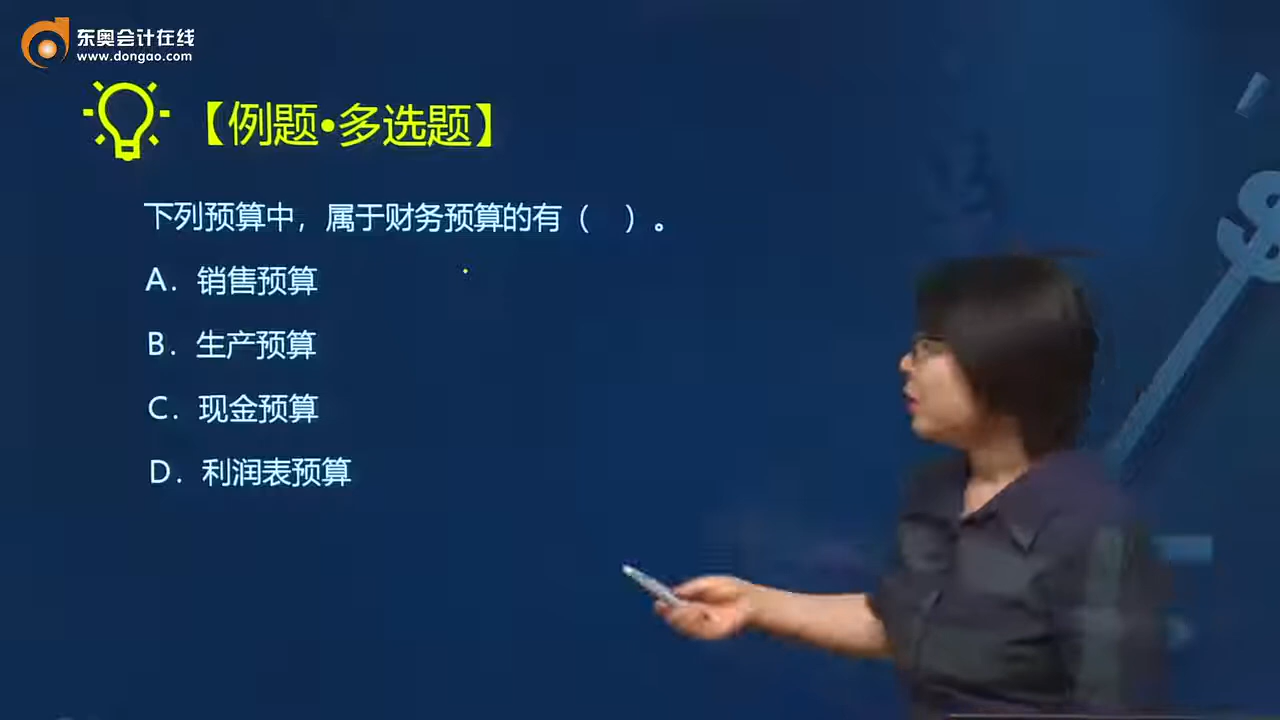 东奥会计在线
www.dongao.com
【例题•多选题】
下列预算中，属于财务预算的有（ ）。
A．销售预算
B．生产预算
C．现金预算
D．利润表预算